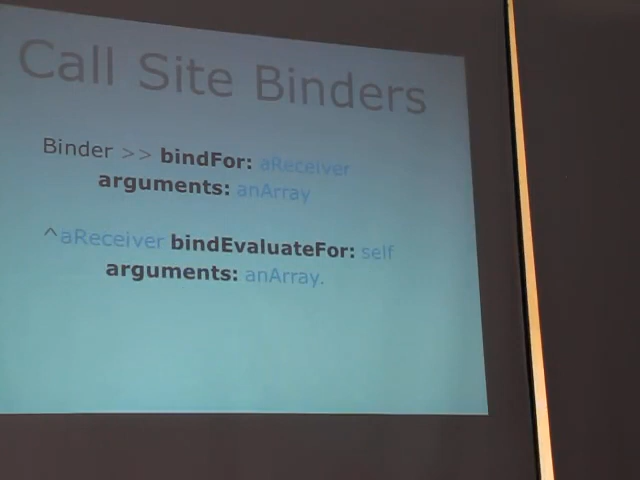 Call Site Binders
Binder >> bindFor: aReceiver
arguments: anArray
^aReceiver bindEvaluateFor: self
arguments: anArray.